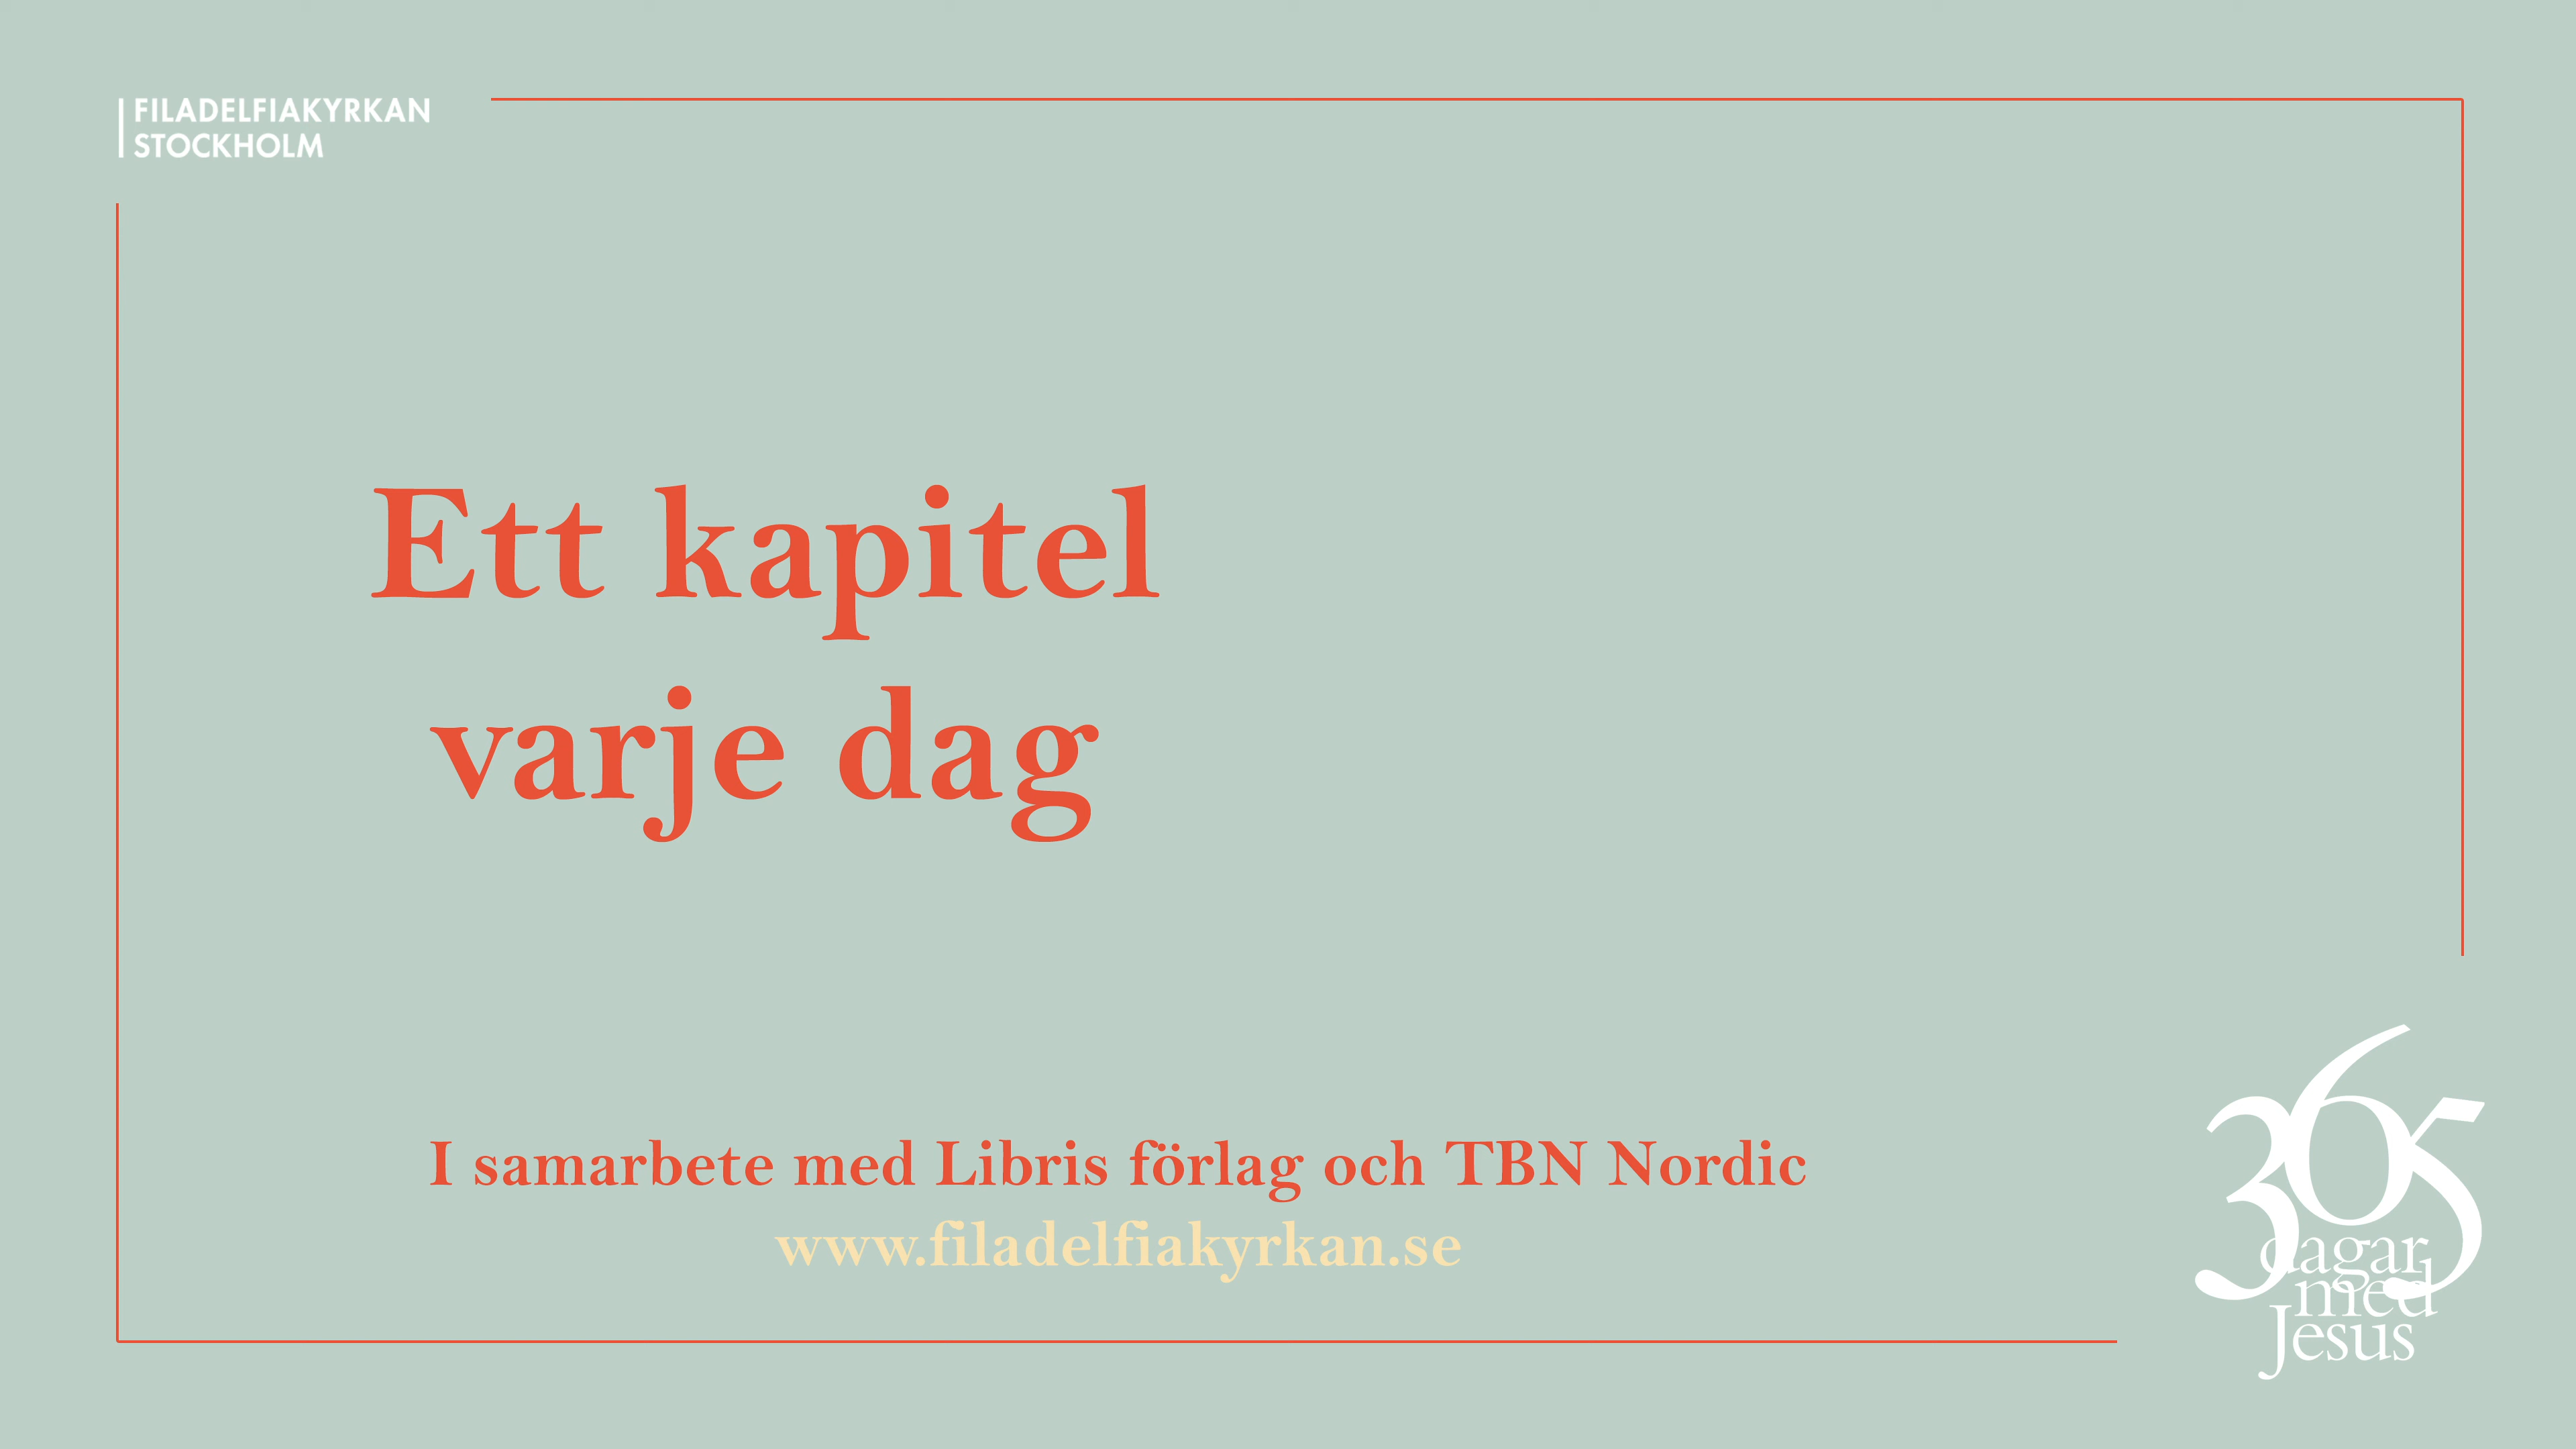 FILADELFIAKYRKAN
STOCKHOLM
Ett kapitel
varje dag
I samarbete med Libris förlag och TBN Nordic
www.filadelfiakyrkan.se
365
dagar
med
Jesus